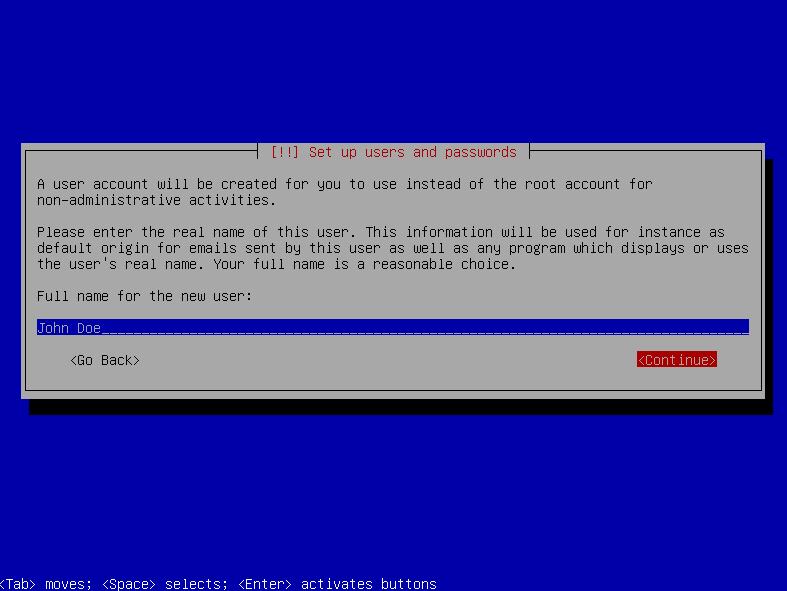 [!!] Set up users and passwords
A user account will be created for you to use instead of the root account for
non-administrative activities.
Please enter the real name of this user. This information will be used for instance as
default origin for emails sent by this user as well as any program which displays or uses
the user's real name. Your full name is a reasonable choice.
Full name for the new user:
John Doe
<Go Back> <Continue>
<Tab> moves; <Space> selects; <Enter> activates buttons